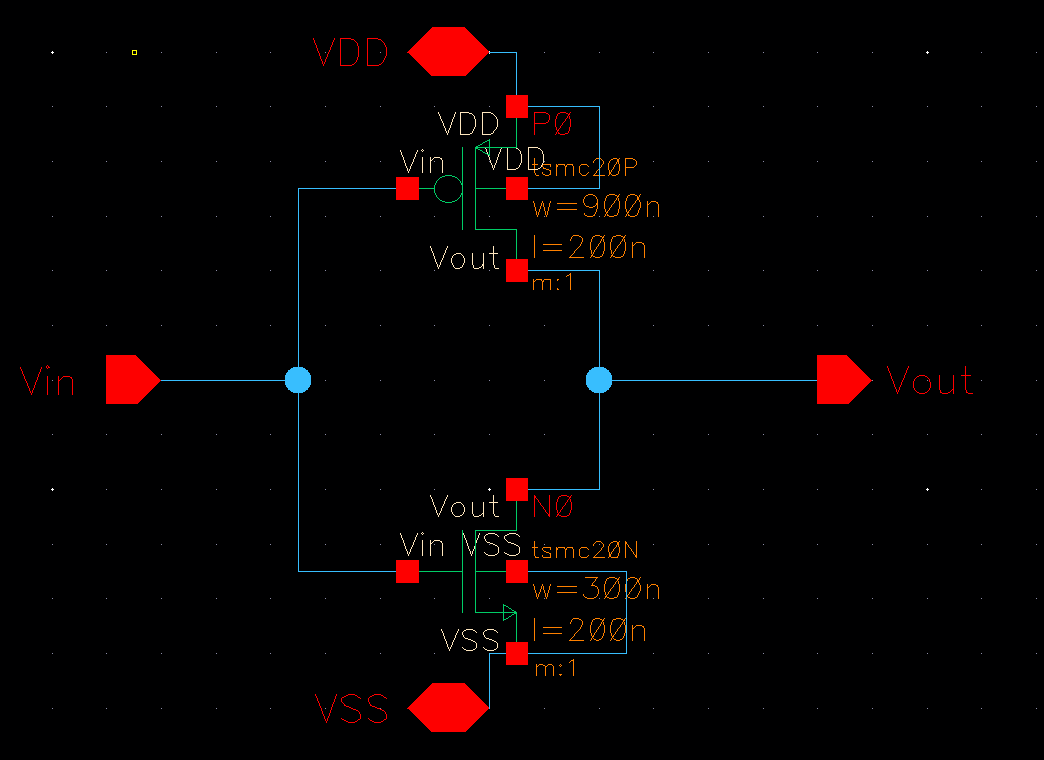 VDD
VDD
P0
Vin
VDD
tsmc20P
w=900n
l=200n
Vout
m:1
Vin
Vout
Vout
N0
Vin
VSS
tsmc20N
w=300n
l=200n
VSS
m:1
VSS